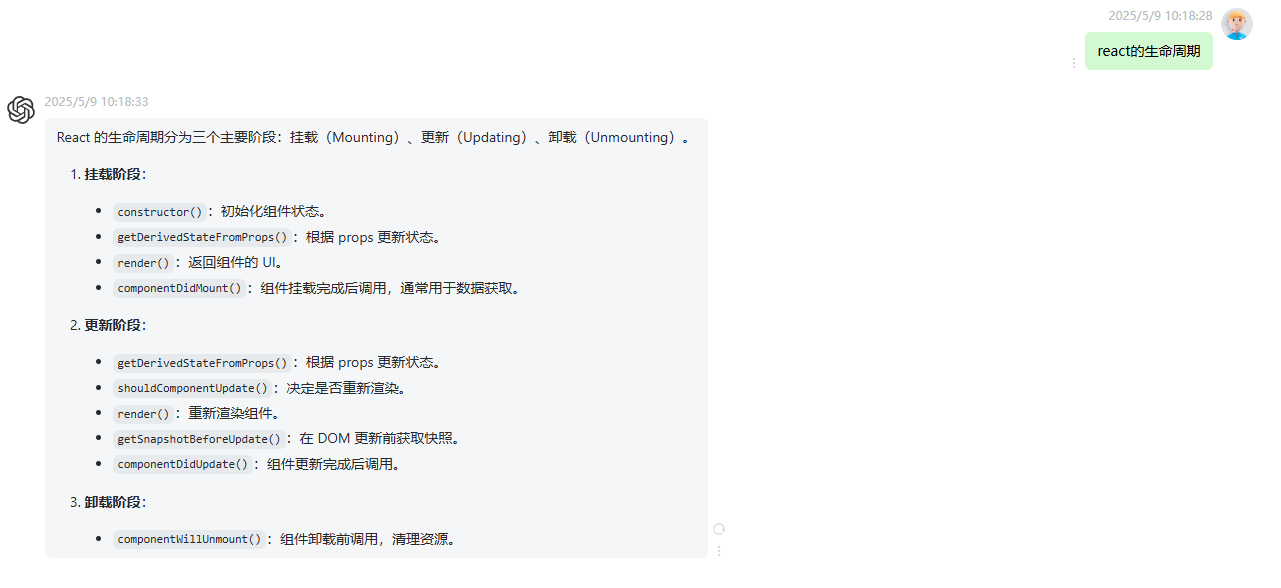 2025/5/9 10:18:28
react的生命周期
2025/5/9 10:18:33
React 的生命周期分为三个主要阶段：挂载（Mounting）、更新（Updating）、卸载（Unmounting）。
1. 挂载阶段：
• constructor()：初始化组件状态。
• getDerivedStateFromProps()：根据 props 更新状态。
• render()：返回组件的 UI。
• componentDidMount()：组件挂载完成后调用，通常用于数据获取。
2. 更新阶段：
• getDerivedStateFromProps()：根据 props 更新状态。
• shouldComponentUpdate()：决定是否重新渲染。
• render()：重新渲染组件。
• getSnapshotBeforeUpdate()：在 DOM 更新前获取快照。
• componentDidUpdate()：组件更新完成后调用。
3. 卸载阶段：
• componentWillUnmount()：组件卸载前调用，清理资源。